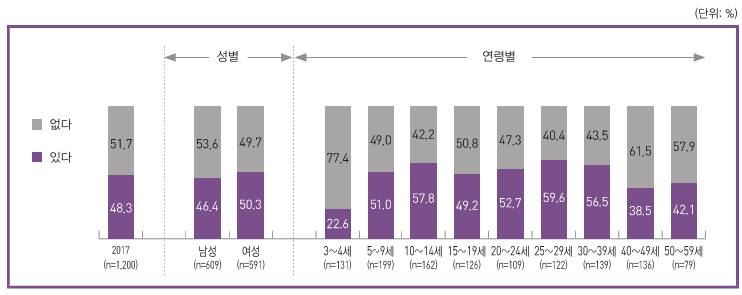 (단위: %)
성별
연령별
없다
있다
51.7
53.6
49.7
77.4
49.0
42.2
50.8
47.3
40.4
43.5
61.5
57.9
48.3
46.4
50.3
22.6
51.0
57.8
49.2
52.7
59.6
56.5
38.5
42.1
2017
남성
여성
3~4세
5~9세
10~14세
15~19세
20~24세
25~29세
30~39세
40~49세
50~59세
(n=1,200)
(n=609)
(n=591)
(n=131)
(n=199)
(n=162)
(n=126)
(n=109)
(n=122)
(n=139)
(n=136)
(n=79)